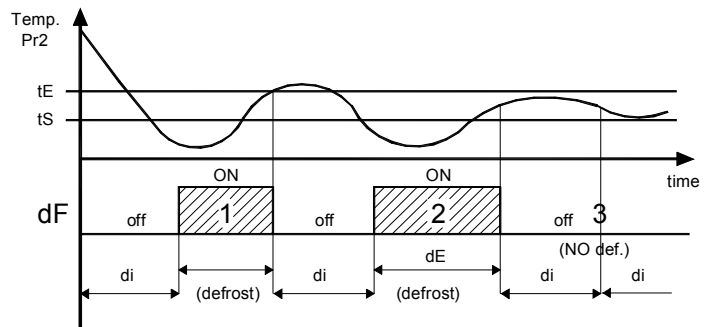 Temp.
Pr2
tE
tS
time
ON
ON
dF
off
1
off
2
off
3
(NO def.)
di
(defrost)
di
dE
(defrost)
di
di